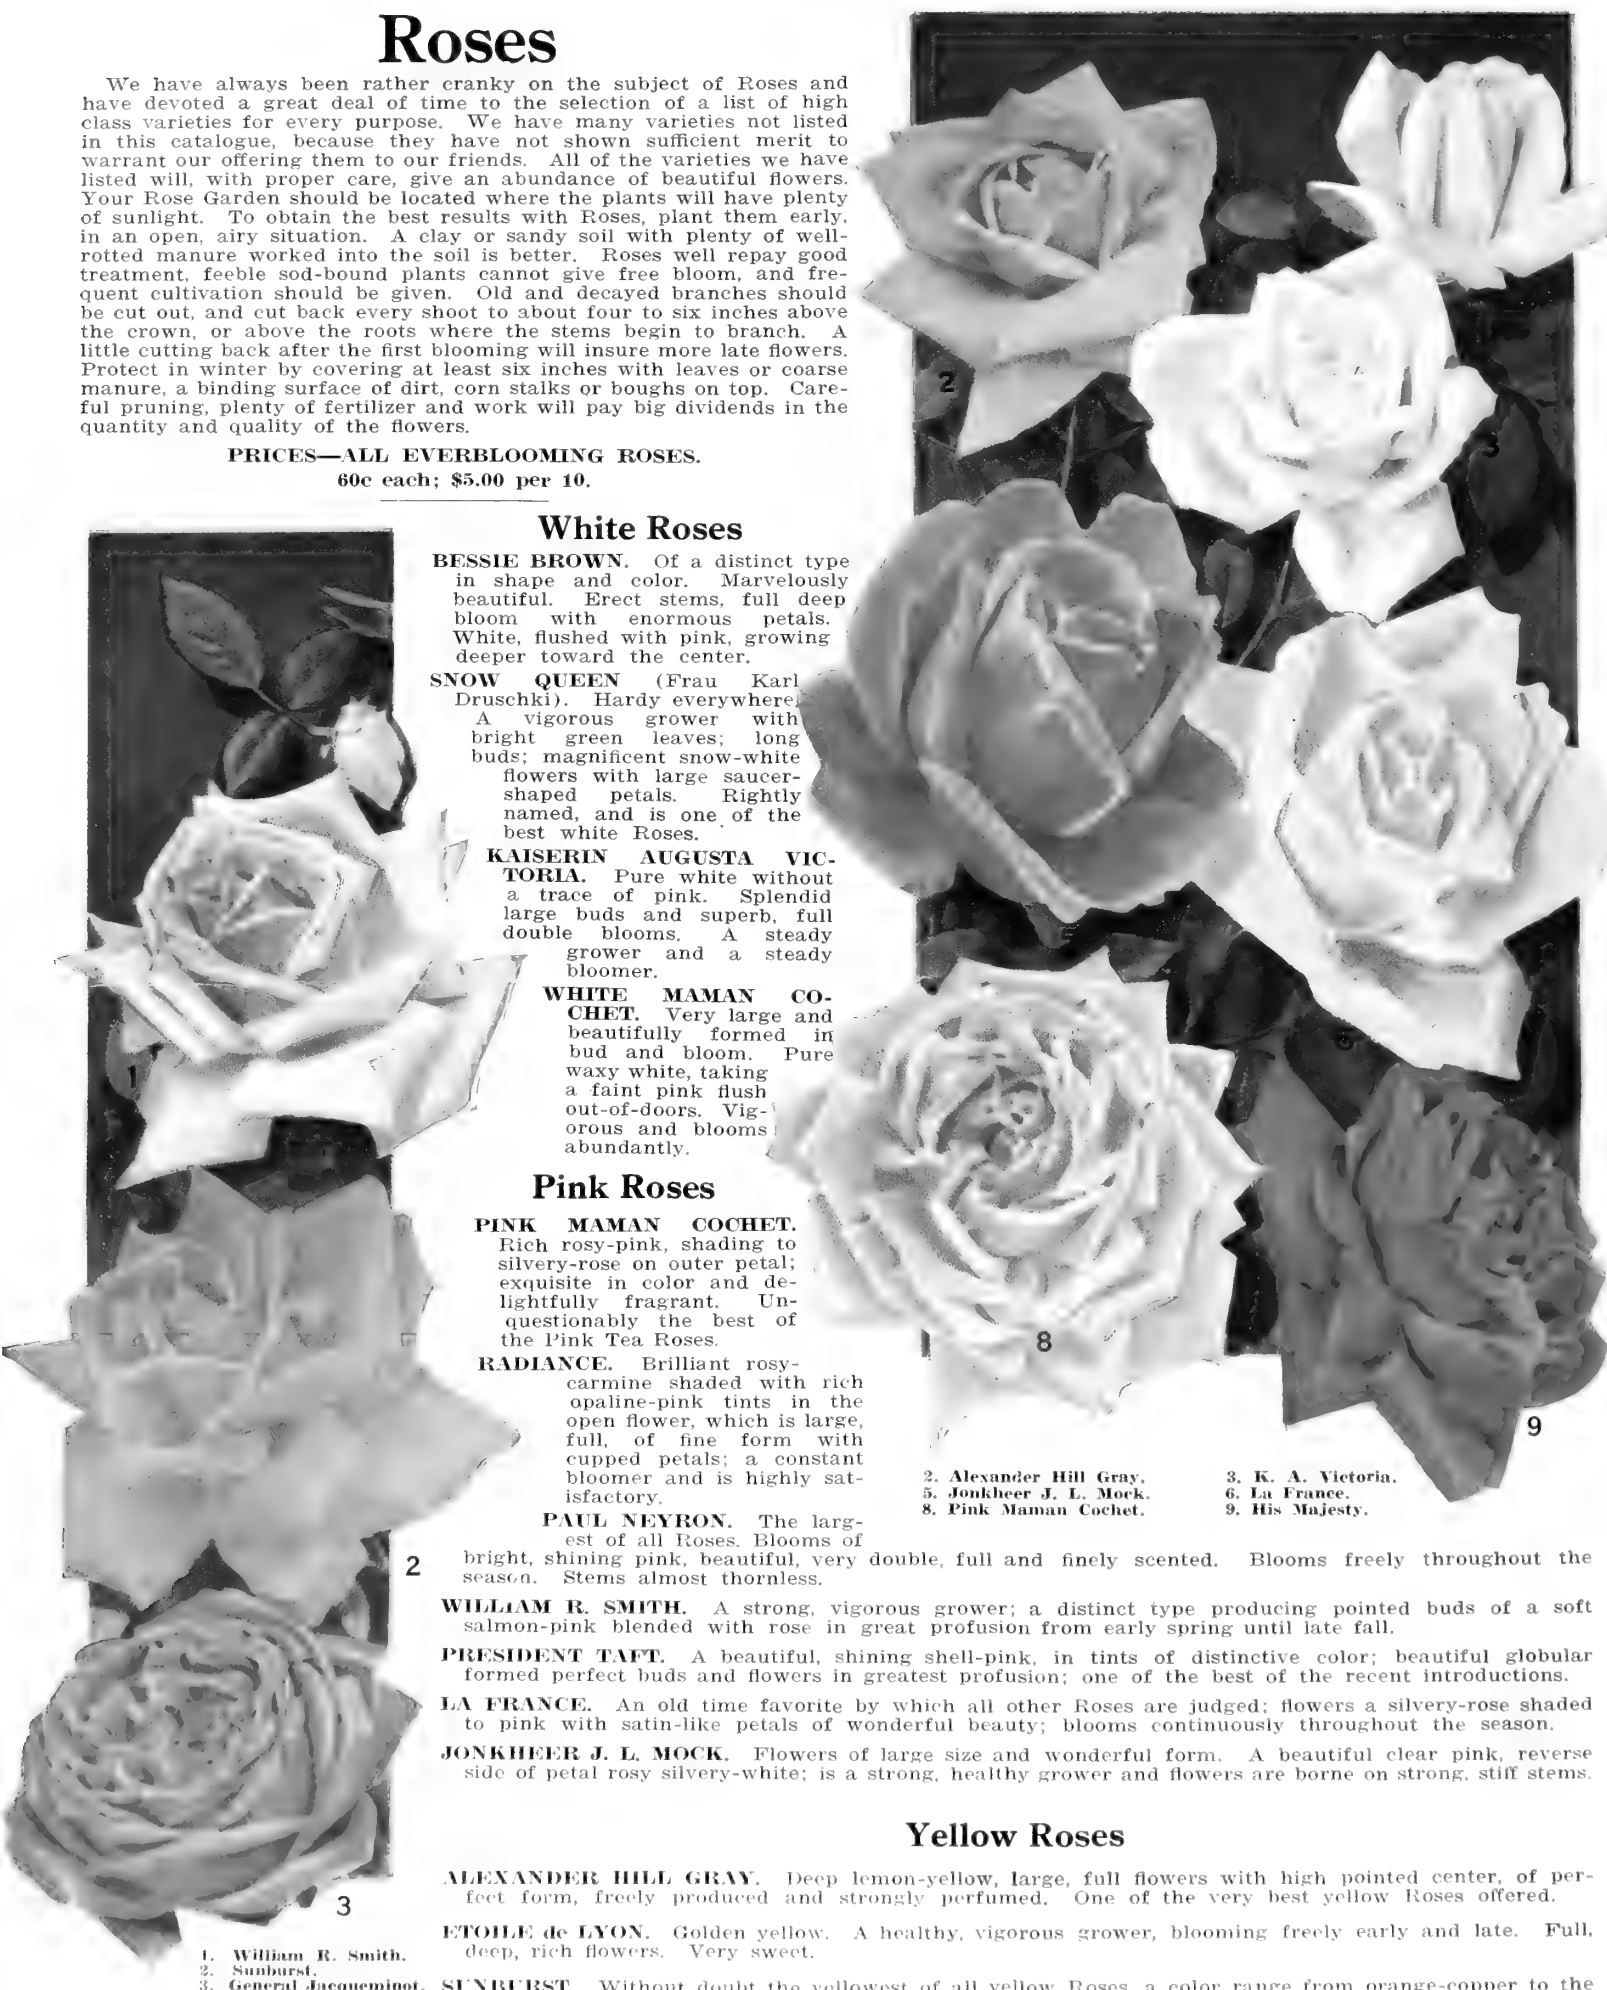 Roses
We have always been rather cranky on the subject of Roses and
have devoted a great deal of time to the selection of a list of high
class varieties for every purpose. We have many varieties not listed
in this catalogue, because they have not shown sufficient merit to
warrant our offering them to our friends. All of the varieties we have
listed will, with proper care, give an abundance of beautiful flowers.
Your Rose Garden should be located where the plants will have plenty
of sunlight. To obtain the best results with Roses, plant them early,
in an open, airy situation. A clay or sandy soil with plenty of well-
rotted manure worked into the soil is better. Roses well repay good
treatment, feeble sod-bound plants cannot give free bloom, and fre-
quent cultivation should be given. Old and decayed branches should
be cut out, and cut back every shoot to about four to six inches above
the crown, or above the roots where the stems begin to branch. A
little cutting back after the first blooming will insure more late flowers.
Protect in winter by covering at least six inches with leaves or coarse
manure, a binding surface of dirt, corn stalks or boughs on top. Care-
ful pruning, plenty of fertilizer and work will pay big dividends in the
quantity and quality of the flowers.
PRICES—ALL EVERBLOOMING ROSES.
60c each; $5.00 per 10.
White Roses
BESSIE BROWN. Of a distinct type
in shape and color. Marvelously
beautiful. Erect stems, full deep
bloom with enormous petals.
White, flushed with pink, growing
deeper toward the center.
SNOW QUEEN (Frau Karl
Druschki). Hardy everywhere.
A vigorous grower with
bright green leaves; long
buds; magnificent snow-white
flowers with large saucer-
shaped petals. Rightly
named, and is one of the
best white Roses.
KAISERIN AUGUSTA VIC-
TORIA. Pure white without
a trace of pink. Splendid
large buds and superb, full
double blooms. A steady
grower and a steady
bloomer.
WHITE MAMAN CO-
CHET. Very large and
beautifully formed in
bud and bloom. Pure
waxy white, taking
a faint pink flush
out-of-doors. Vig-
orous and blooms
abundantly.
Pink Roses
PINK MAMAN COCHET.
Rich rosy-pink, shading to
silvery-rose on outer petal;
exquisite in color and de-
lightfully fragrant. Un-
questionably the best of
the Pink Tea Roses.
RADIANCE. Brilliant rosy-
carmine shaded with rich
opaline-pink tints in the
open flower, which is large,
full, of fine form with
cupped petals; a constant
bloomer and is highly sat-
isfactory.
PAUL NEYRON. The larg-
est of all Roses. Blooms of
bright, shining pink, beautiful, very double, full and finely scented. Blooms freely throughout the
season. Stems almost thornless.
WILLIAM R. SMITH. A strong, vigorous grower; a distinct type producing pointed buds of a soft
salmon-pink blended with rose in great profusion from early spring until late fall.
PRESIDENT TAFT. A beautiful, shining shell-pink, in tints of distinctive color; beautiful globular
formed perfect buds and flowers in greatest profusion; one of the best of the recent introductions.
LA FRANCE. An old time favorite by which all other Roses are judged; flowers a silvery-rose shaded
to pink with satin-like petals of wonderful beauty; blooms continuously throughout the season.
JONKHEER J. L. MOCK. Flowers of large size and wonderful form. A beautiful clear pink, reverse
side of petal rosy silvery-white; is a strong, healthy grower and flowers are borne on strong, stiff stems.
Yellow Roses
ALEXANDER HILL GRAY. Deep lemon-yellow, large, full flowers with high pointed center, of per-
fect form, freely produced and strongly perfumed. One of the very best yellow Roses offered.
ETOILE de LYON. Golden yellow. A healthy, vigorous grower, blooming freely early and late. Full,
deep, rich flowers. Very sweet.
SUNBURST Without doubt the yellowest of all yellow Roses, a color range from orange-copper to the
1
2
3
1. William R. Smith.
2. Sunburst.
3. General Jacqueminot.
2
3
8
9
2. Alexander Hill Gray.
3. K. A. Victoria.
5. Jonkheer J. L. Mock.
6. La France.
8. Pink Maman Cochet.
9. His Majesty.